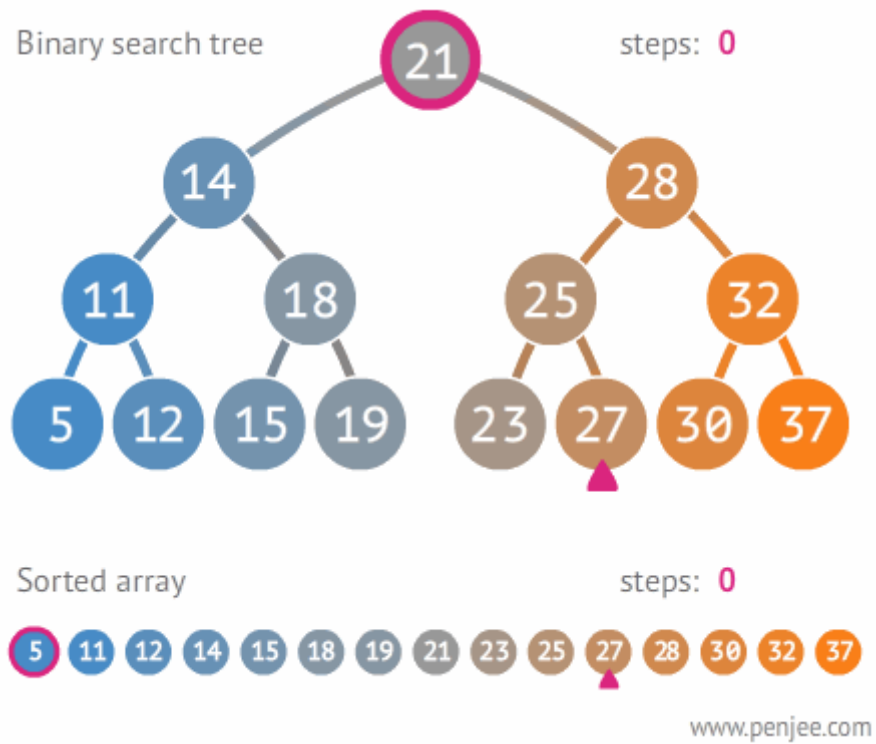 Binary search tree
steps: 0
21
14 28
11 18 25 32
5 12 15 19 23 27 30 37
Sorted array
steps: 0
5 11 12 14 15 18 19 21 23 25 27 28 30 32 37
www.penjee.com